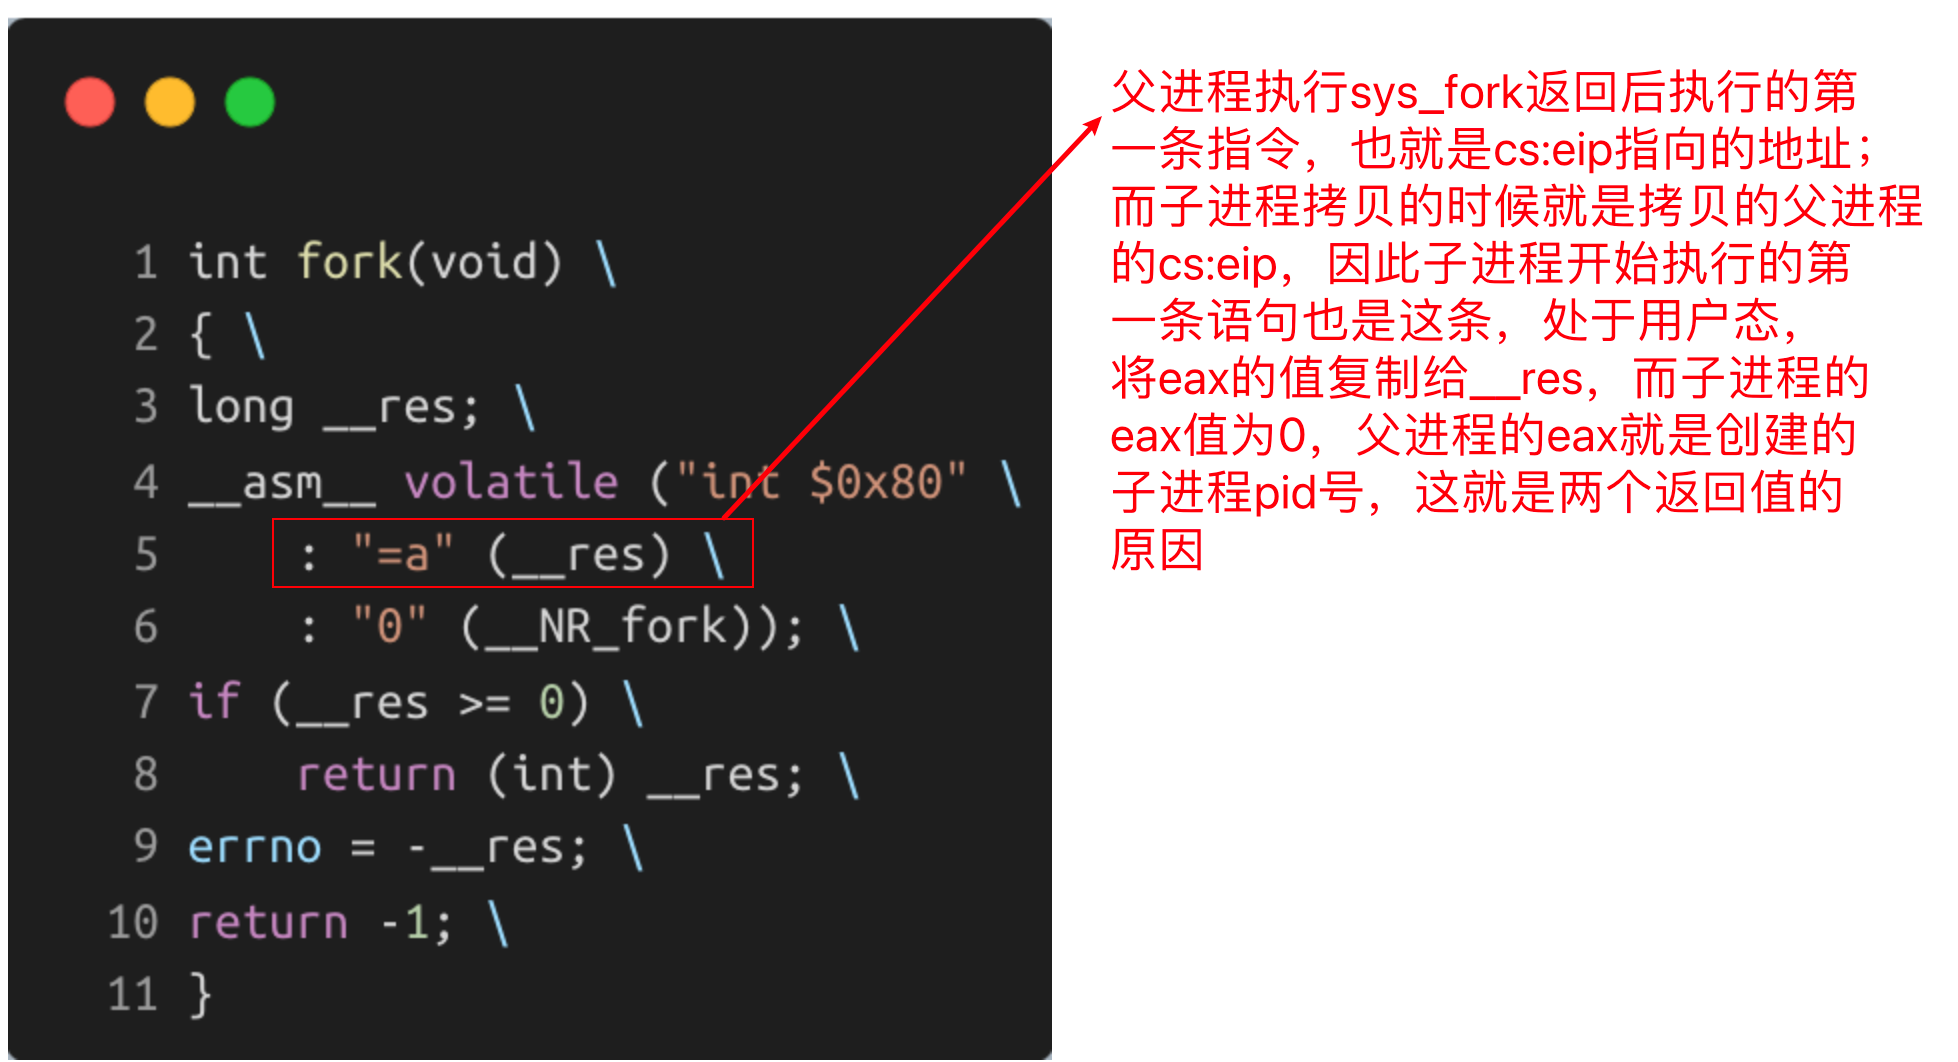 1 int fork(void) \
2 { \
3 long __res; \
4 __asm__ volatile ("int $0x80" \
5 : "=a" (__res) \
6 : "0" (__NR_fork)); \
7 if (__res >= 0) \
8 return (int) __res; \
9 errno = -__res; \
10 return -1; \
11 }
父进程执行sys_fork返回后执行的第
一条指令，也就是cs:eip指向的地址；
而子进程拷贝的时候就是拷贝的父进程
的cs:eip，因此子进程开始执行的第
一条语句也是这条，处于用户态，
将eax的值复制给__res，而子进程的
eax值为0，父进程的eax就是创建的
子进程pid号，这就是两个返回值的
原因